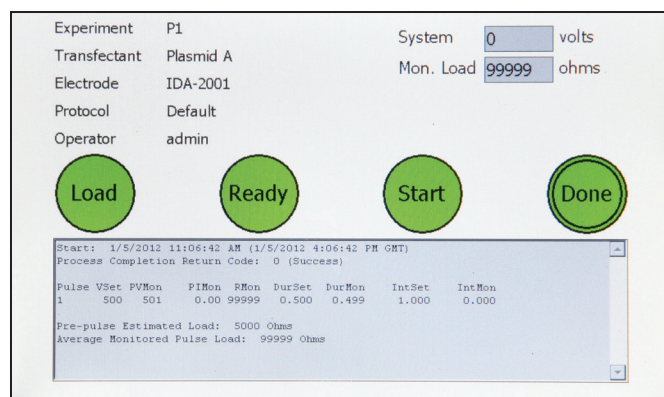 Experiment P1
Transfectant Plasmid A
Electrode IDA-2001
Protocol Default
Operator admin
System 0 volts
Mon. Load 99999 ohms
Load Ready Start Done
Start: 1/5/2012 11:06:42 AM (1/5/2012 4:06:42 PM GMT)
Process Completion Return Code: 0 (Success)
Pulse VSet PVMon PIMon RMon DurSet DurMon IntSet IntMon
1 500 501 0.00 99999 0.500 0.499 1.000 0.000
Pre-pulse Estimated Load: 5000 Ohms
Average Monitored Pulse Load: 99999 Ohms